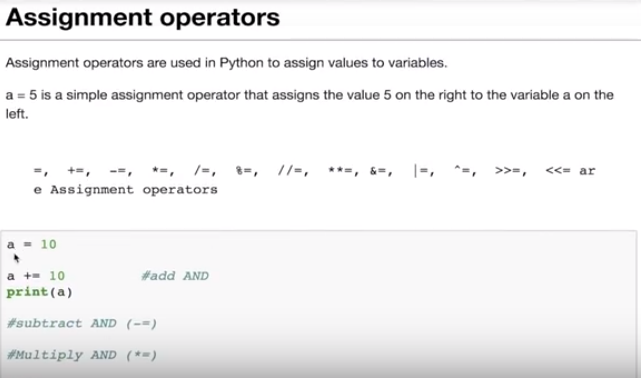 Assignment operators
Assignment operators are used in Python to assign values to variables.
a = 5 is a simple assignment operator that assigns the value 5 on the right to the variable a on the
left.
=, +=, -=, *=, /=, %=, //=, **=, &=, |=, ^=, >>=, <<= ar
e Assignment operators
a = 10
a += 10 #add AND
print(a)
#subtract AND (-=)
#Multiply AND (*=)